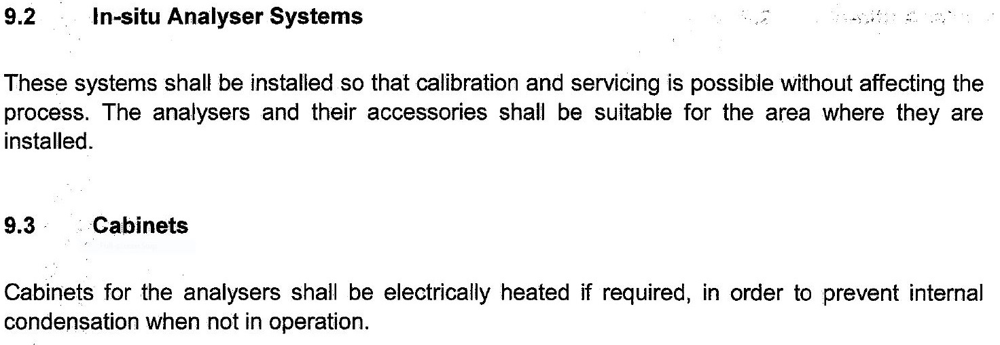 9.2 In-situ Analyser Systems
These systems shall be installed so that calibration and servicing is possible without affecting the
process. The analysers and their accessories shall be suitable for the area where they are
installed.
9.3 Cabinets
Cabinets for the analysers shall be electrically heated if required, in order to prevent internal
condensation when not in operation.